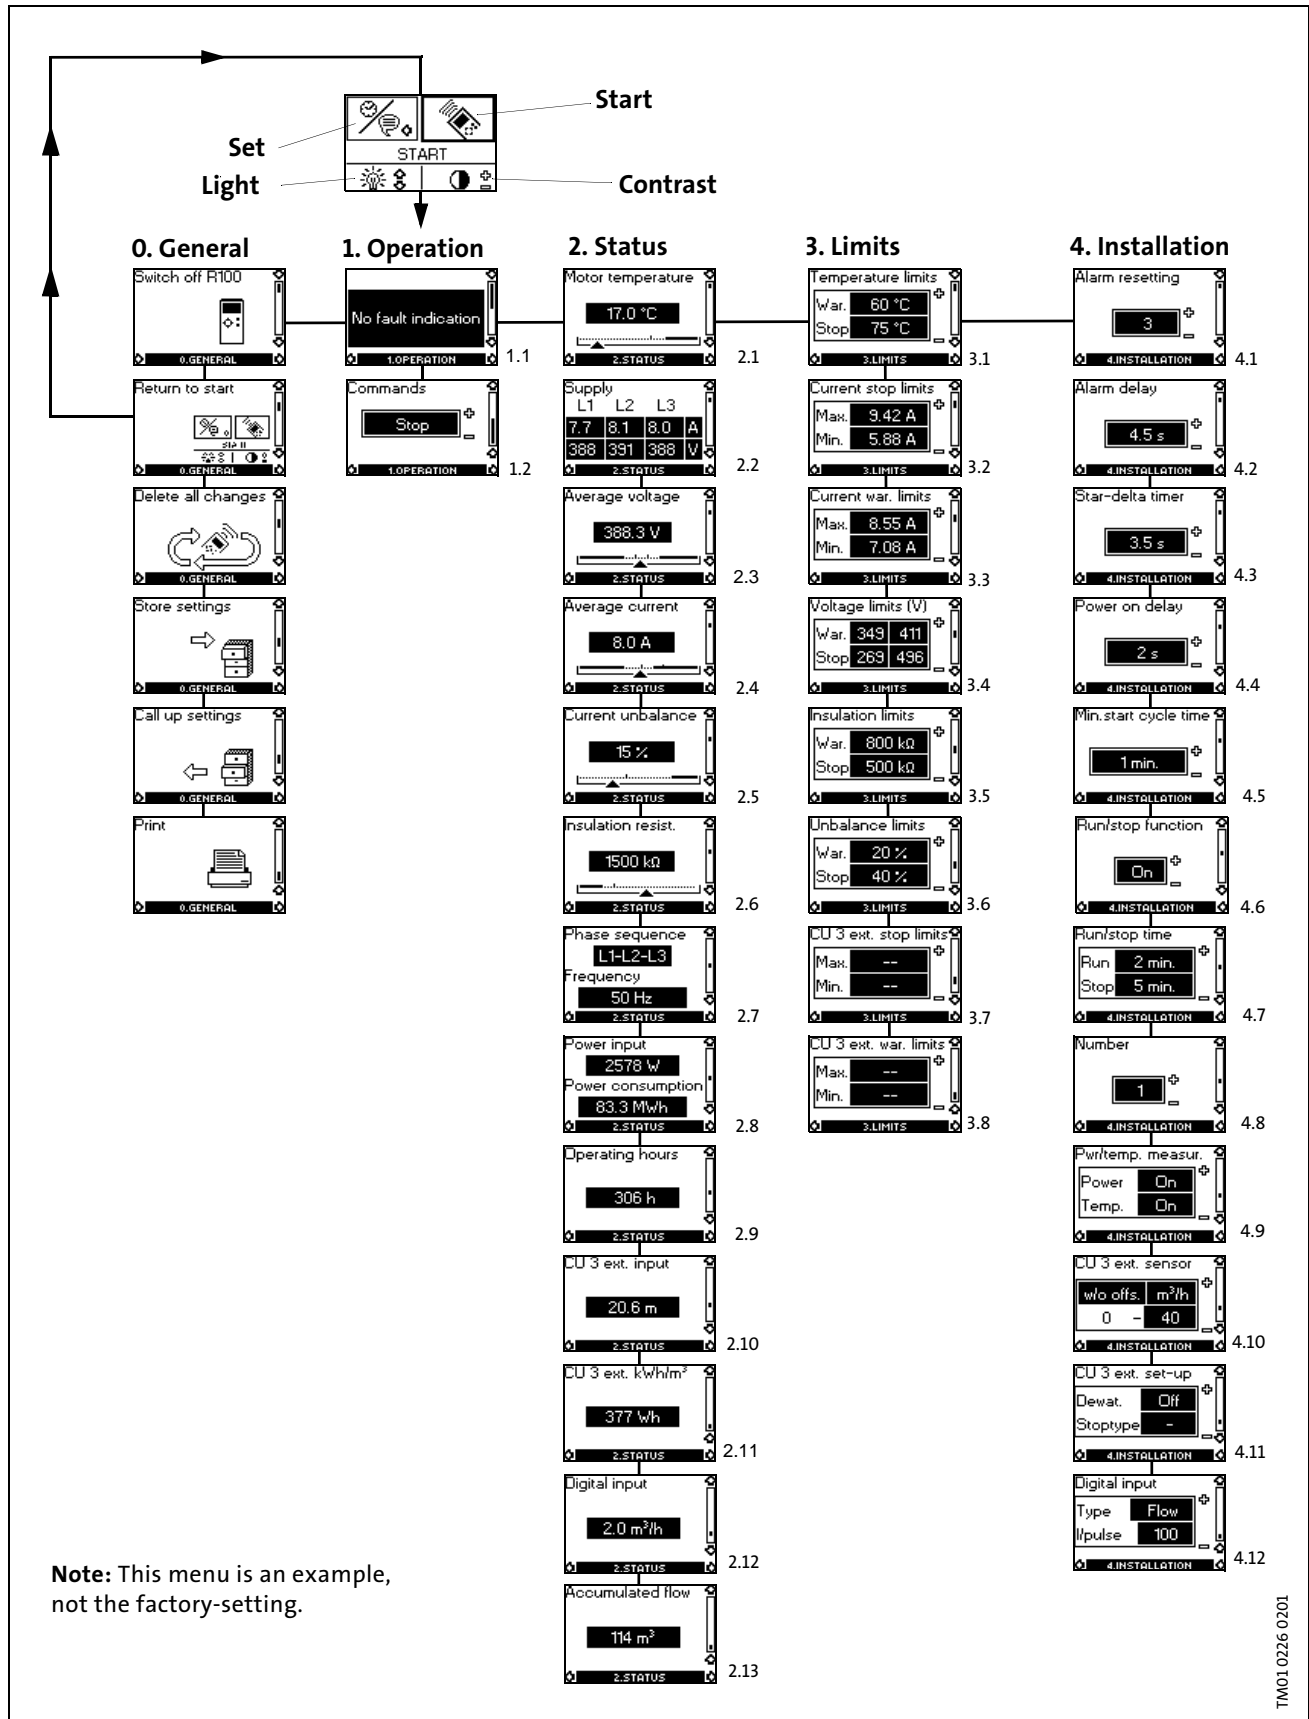 Start
Set
START
Light
Contrast
0. General
Switch off R100
0.GENERAL
Return to start
START
0.GENERAL
Delete all changes
0.GENERAL
Store settings
0.GENERAL
Call up settings
0.GENERAL
Print
0.GENERAL
1. Operation
No fault indication
1.OPERATION
1.1
Commands
Stop
1.OPERATION
1.2
2. Status
Motor temperature
17.0 °C
2.STATUS
2.1
Supply
L1 L2 L3
7.7 8.1 8.0 A
388 391 388 V
2.STATUS
2.2
Average voltage
388.3 V
2.STATUS
2.3
Average current
8.0 A
2.STATUS
2.4
Current unbalance
15 %
2.STATUS
2.5
Insulation resist.
1500 kΩ
2.STATUS
2.6
Phase sequence
L1-L2-L3
Frequency
50 Hz
2.STATUS
2.7
Power input
2578 W
Power consumption
83.3 MWh
2.STATUS
2.8
Operating hours
306 h
2.STATUS
2.9
CU 3 ext. input
20.6 m
2.STATUS
2.10
CU 3 ext. kWh/m³
377 Wh
2.STATUS
2.11
Digital input
2.0 m³/h
2.STATUS
2.12
Accumulated flow
114 m³
2.STATUS
2.13
3. Limits
Temperature limits
War. 60 °C
Stop 75 °C
3.LIMITS
3.1
Current stop limits
Max. 9.42 A
Min. 5.88 A
3.LIMITS
3.2
Current war. limits
Max. 8.55 A
Min. 7.08 A
3.LIMITS
3.3
Voltage limits (V)
War. 349 411
Stop 269 496
3.LIMITS
3.4
Insulation limits
War. 800 kΩ
Stop 500 kΩ
3.LIMITS
3.5
Unbalance limits
War. 20 %
Stop 40 %
3.LIMITS
3.6
CU 3 ext. stop limits
Max. --
Min. --
3.LIMITS
3.7
CU 3 ext. war. limits
Max. --
Min. --
3.LIMITS
3.8
4. Installation
Alarm resetting
3
4.INSTALLATION
4.1
Alarm delay
4.5 s
4.INSTALLATION
4.2
Star-delta timer
3.5 s
4.INSTALLATION
4.3
Power on delay
2 s
4.INSTALLATION
4.4
Min.start cycle time
1 min.
4.INSTALLATION
4.5
Run/stop function
On
4.INSTALLATION
4.6
Run/stop time
Run 2 min.
Stop 5 min.
4.INSTALLATION
4.7
Number
1
4.INSTALLATION
4.8
Pwr/temp. measur.
Power On
Temp. On
4.INSTALLATION
4.9
CU 3 ext. sensor
w/o offs. m³/h
0 - 40
4.INSTALLATION
4.10
CU 3 ext. set-up
Dewat. Off
Stoptype -
4.INSTALLATION
4.11
Digital input
Type Flow
l/pulse 100
4.INSTALLATION
4.12
Note: This menu is an example,
not the factory-setting.
TM01 0226 0201